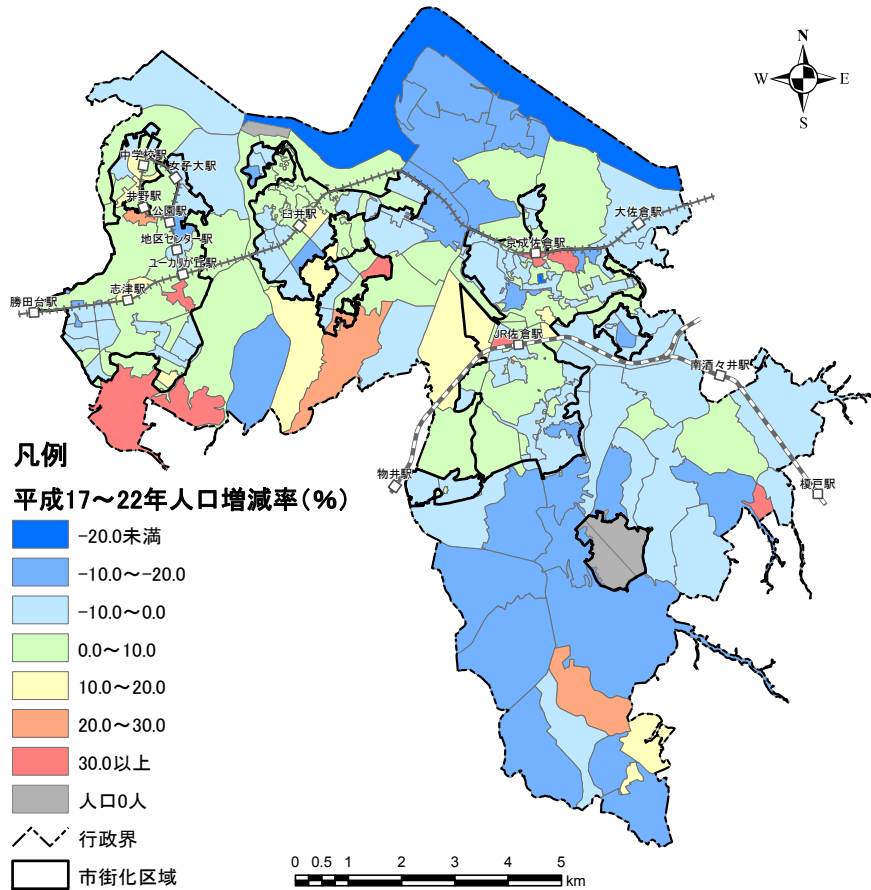 N
W
E
S
中学校駅
女子大駅
井野駅
公園駅
地区センター駅
ユーカリが丘駅
志津駅
勝田台駅
臼井駅
京成佐倉駅
大佐倉駅
JR佐倉駅
南酒々井駅
物井駅
榎戸駅
凡例
平成17~22年人口増減率(%)
-20.0未満
-10.0~-20.0
-10.0~0.0
0.0~10.0
10.0~20.0
20.0~30.0
30.0以上
人口0人
行政界
市街化区域
0 0.5 1 2 3 4 5
km